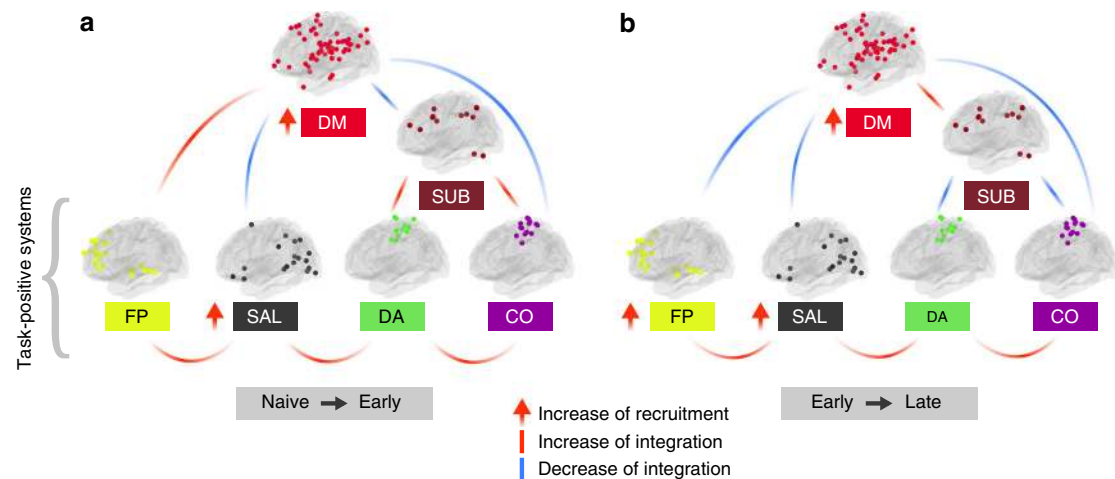 a
b
DM
DM
SUB
SUB
Task-positive systems
FP
SAL
DA
CO
FP
SAL
DA
CO
Naive Early
Early Late
Increase of recruitment
Increase of integration
Decrease of integration